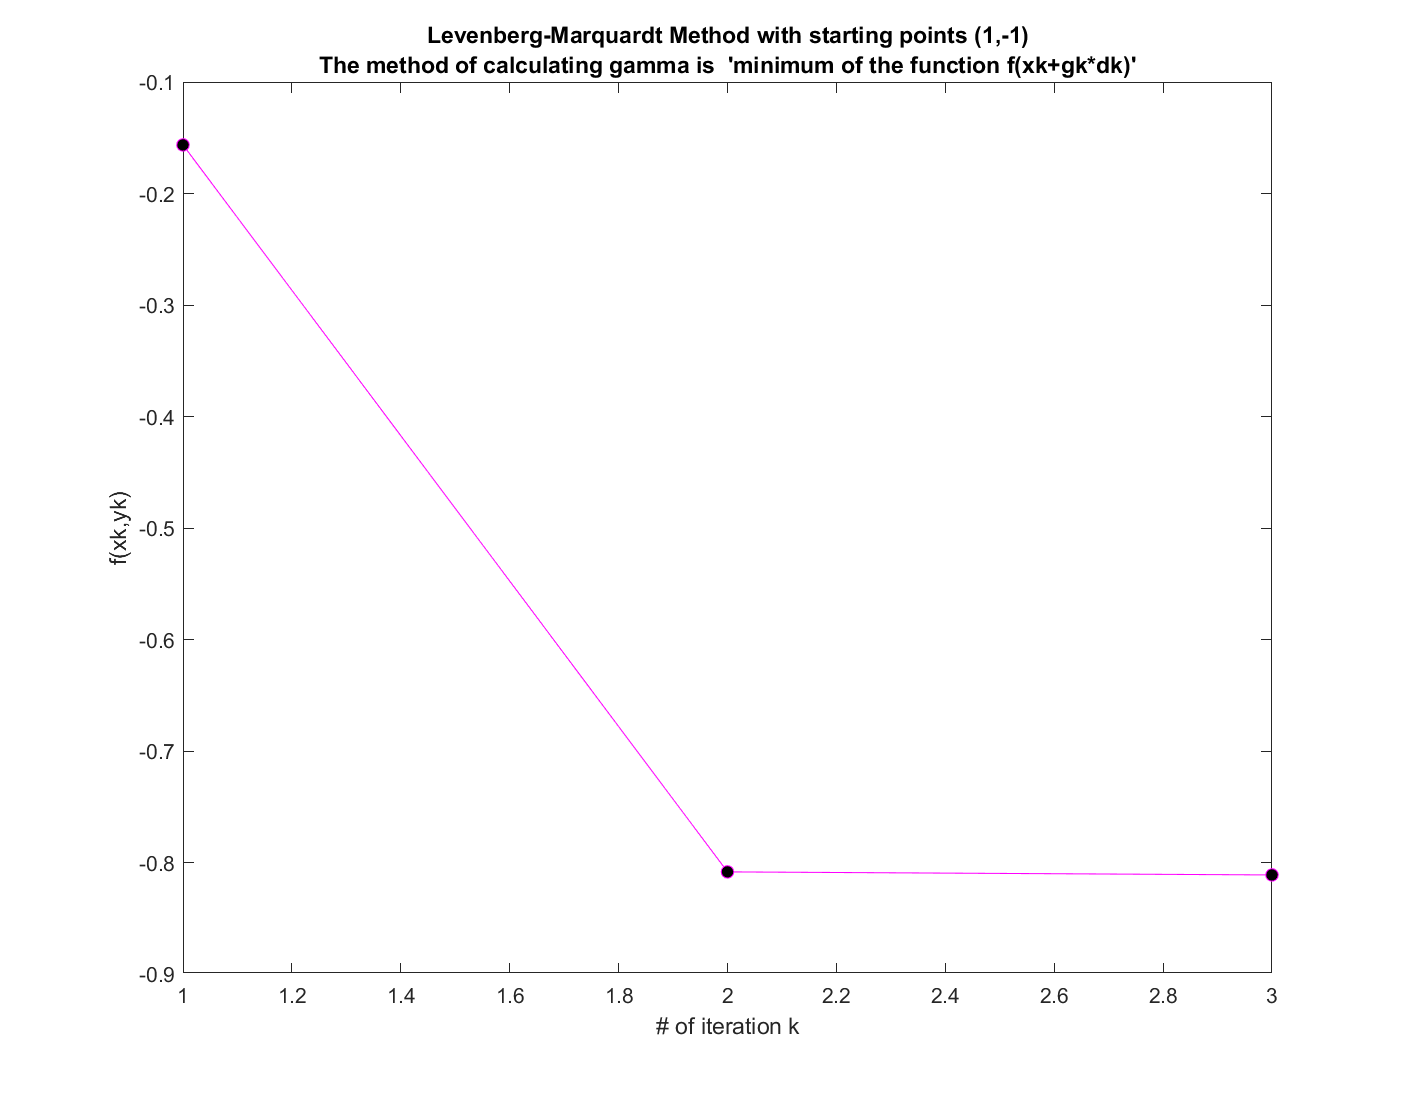 Levenberg-Marquardt Method with starting points (1,-1)
The method of calculating gamma is  'minimum of the function f(xk+gk*dk)'
-0.1
-0.2
-0.3
-0.4
-0.5
-0.6
-0.7
-0.8
-0.9
f(xk,yk)
1 1.2 1.4 1.6 1.8 2 2.2 2.4 2.6 2.8 3
# of iteration k